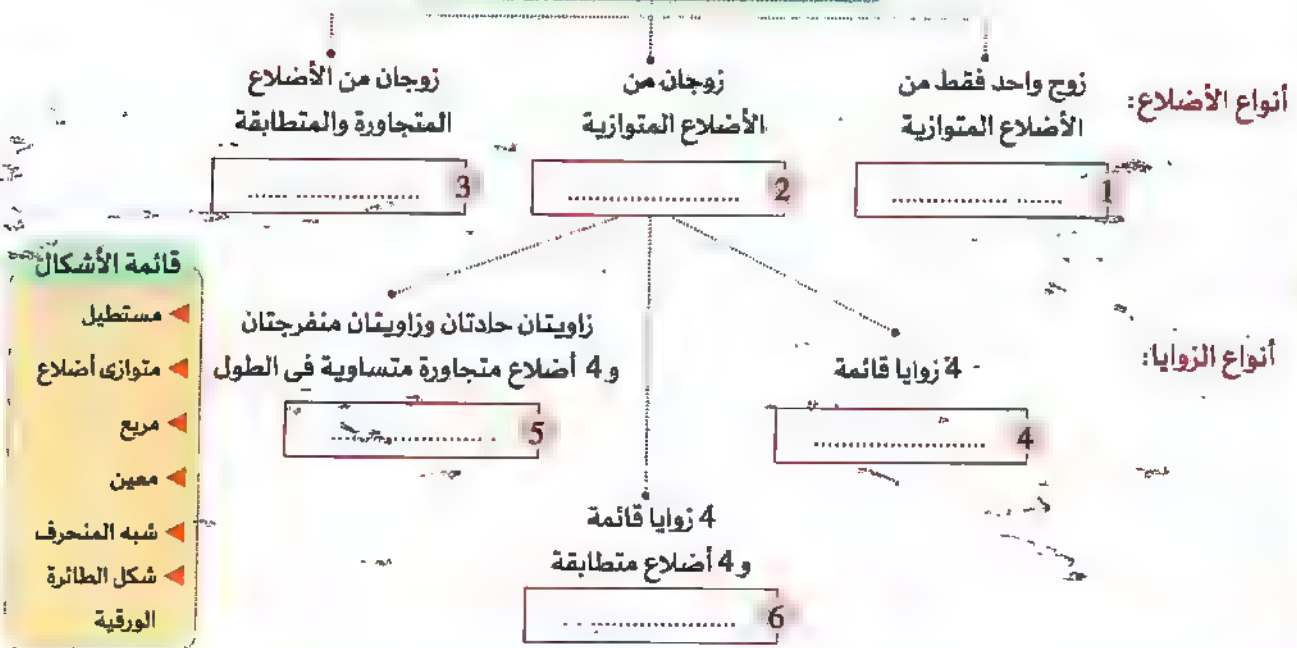 أنواع الأضلاع:
زوج واحد فقط من
الأضلاع المتوازية
1 ....................
زوجان من
الأضلاع المتوازية
2 ....................
زوجان من الأضلاع
المتجاورة والمتطابقة
3 ....................
أنواع الزوايا:
4 زوايا قائمة
4 ....................
زاويتان حادتان وزاويتان منفرجتان
و 4 أضلاع متجاورة متساوية فى الطول
5 ....................
4 زوايا قائمة
و 4 أضلاع متطابقة
6 ....................
قائمة الأشكال
مستطيل
متوازى أضلاع
مربع
معين
شبه المنحرف
شكل الطائرة
الورقية